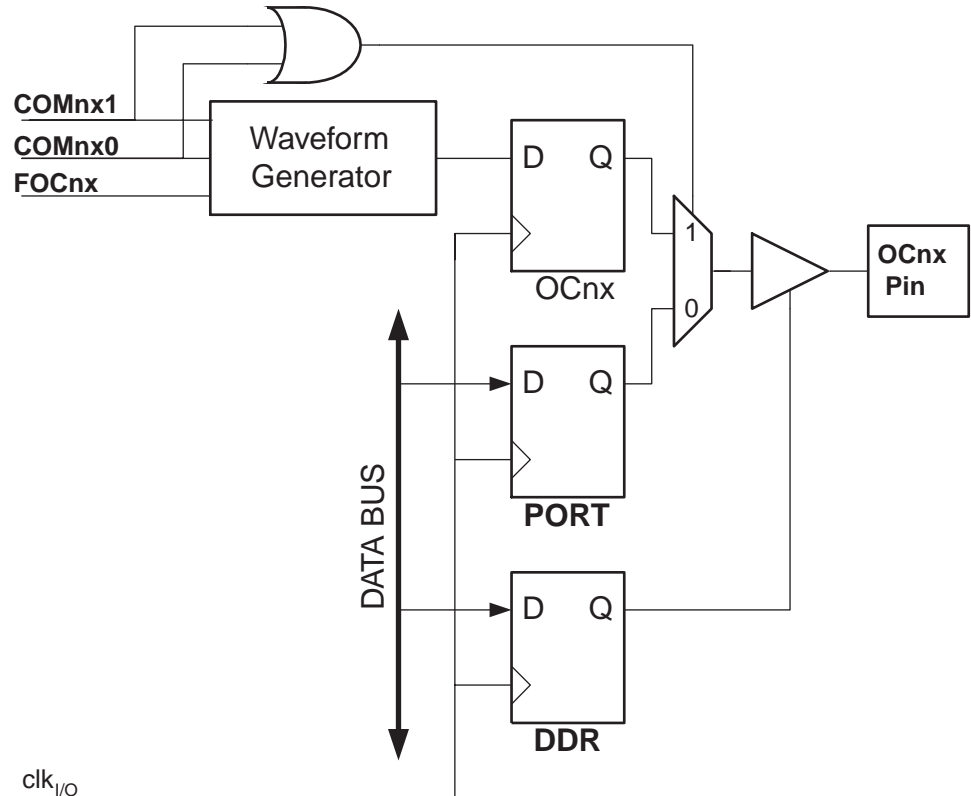 COMnx1
COMnx0
FOCnx
Waveform
Generator
D Q
OCnx
1
0
OCnx
Pin
D Q
PORT
DATA BUS
D Q
DDR
clkI/O